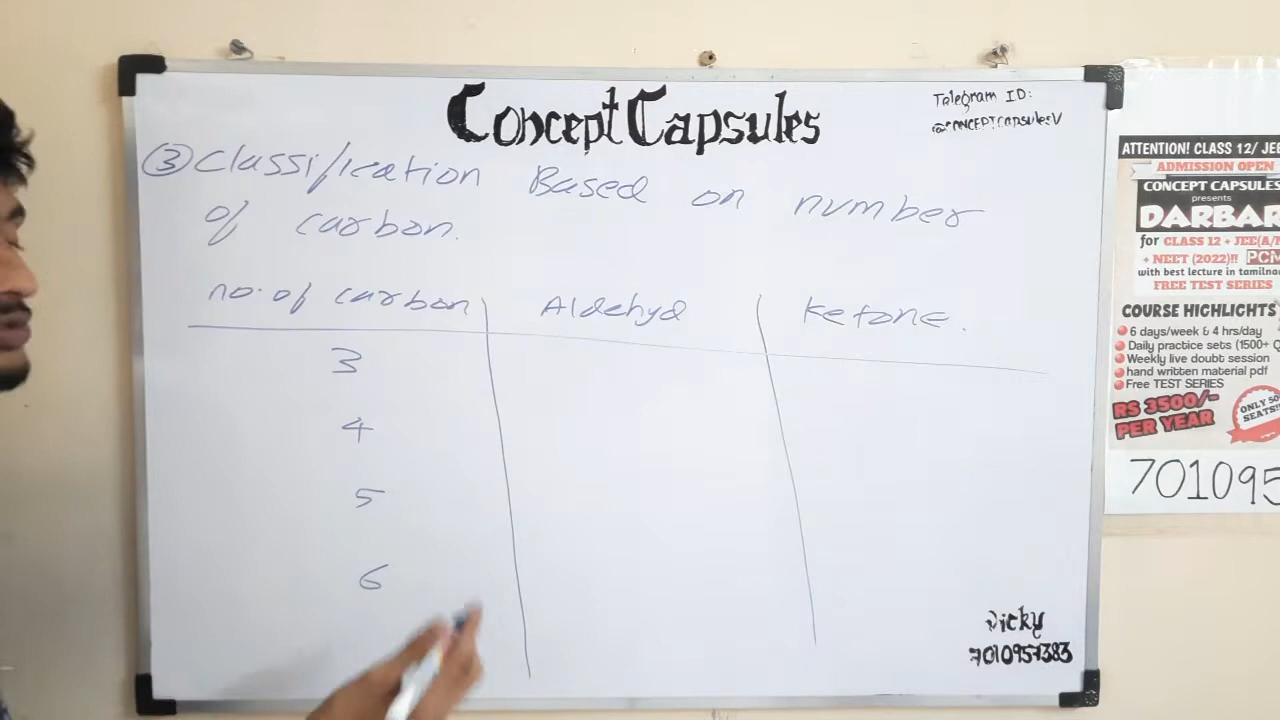 Concept Capsules
Telegram ID:
@CONCEPTCapsulesV
③ Classification Based on number
of carbon.
no. of carbon Aldehyd Ketone.
3
4
5
6
Vicky
7010957383
ATTENTION! CLASS 12/ JEE
ADMISSION OPEN
CONCEPT CAPSULES
presents
DARBAR
for CLASS 12 + JEE(A/M
+ NEET (2022)!! PCM
with best lecture in tamilna
FREE TEST SERIES
COURSE HIGHLIGHTS
6 days/week & 4 hrs/day
Daily practice sets (1500+ Q
Weekly live doubt session
hand written material pdf
Free TEST SERIES
RS 3500/-
PER YEAR
ONLY 50
SEATS!!
701095